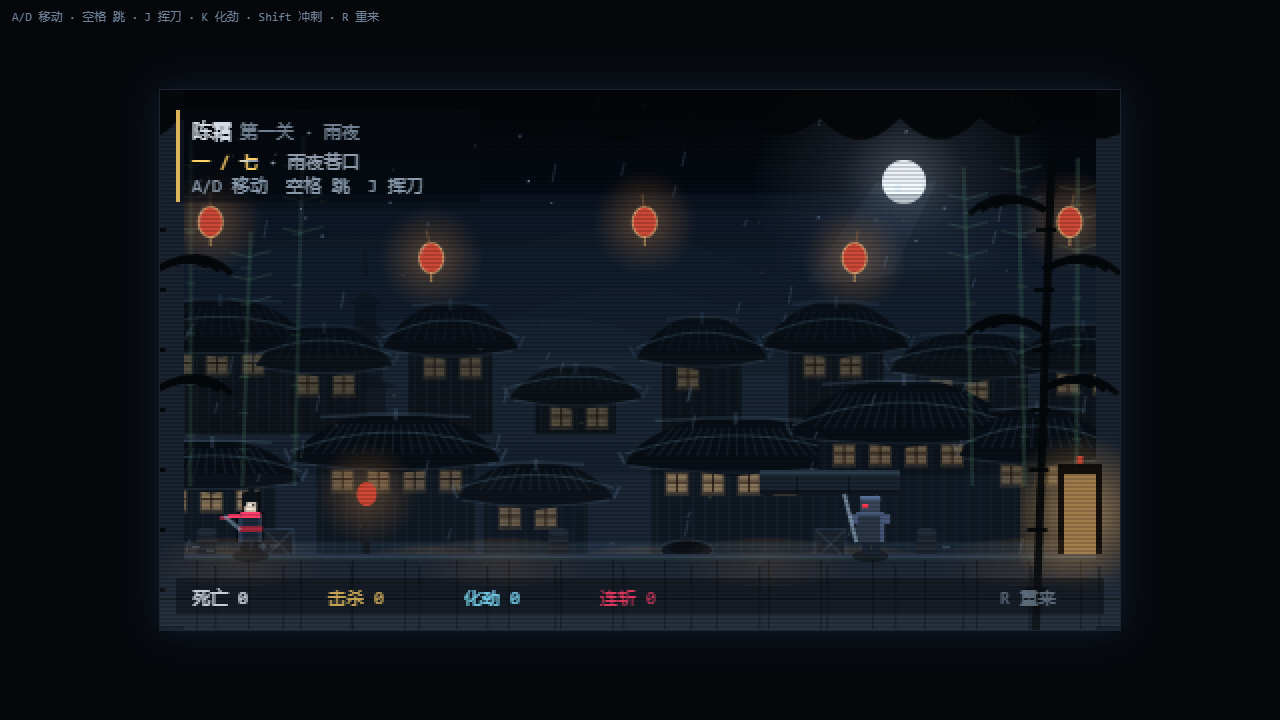 A/D 移动 · 空格 跳 · J 挥刀 · K 化劲 · Shift 冲刺 · R 重来
陈稻 第一关 · 雨夜
一 / 七 · 雨夜巷口
A/D 移动 空格 跳 J 挥刀
死亡 0 击杀 0 化劲 0 连斩 0 R 重来